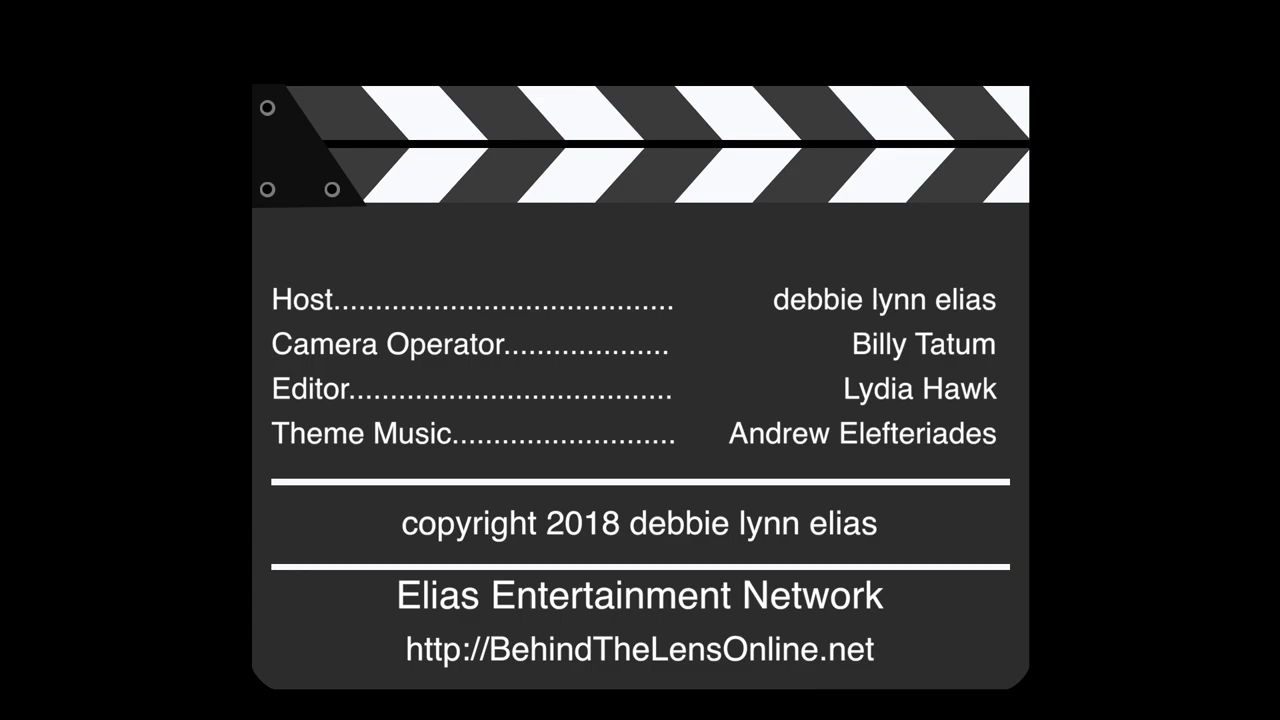 Host......................................... debbie lynn elias
Camera Operator.................... Billy Tatum
Editor....................................... Lydia Hawk
Theme Music........................... Andrew Elefteriades
copyright 2018 debbie lynn elias
Elias Entertainment Network
http://BehindTheLensOnline.net